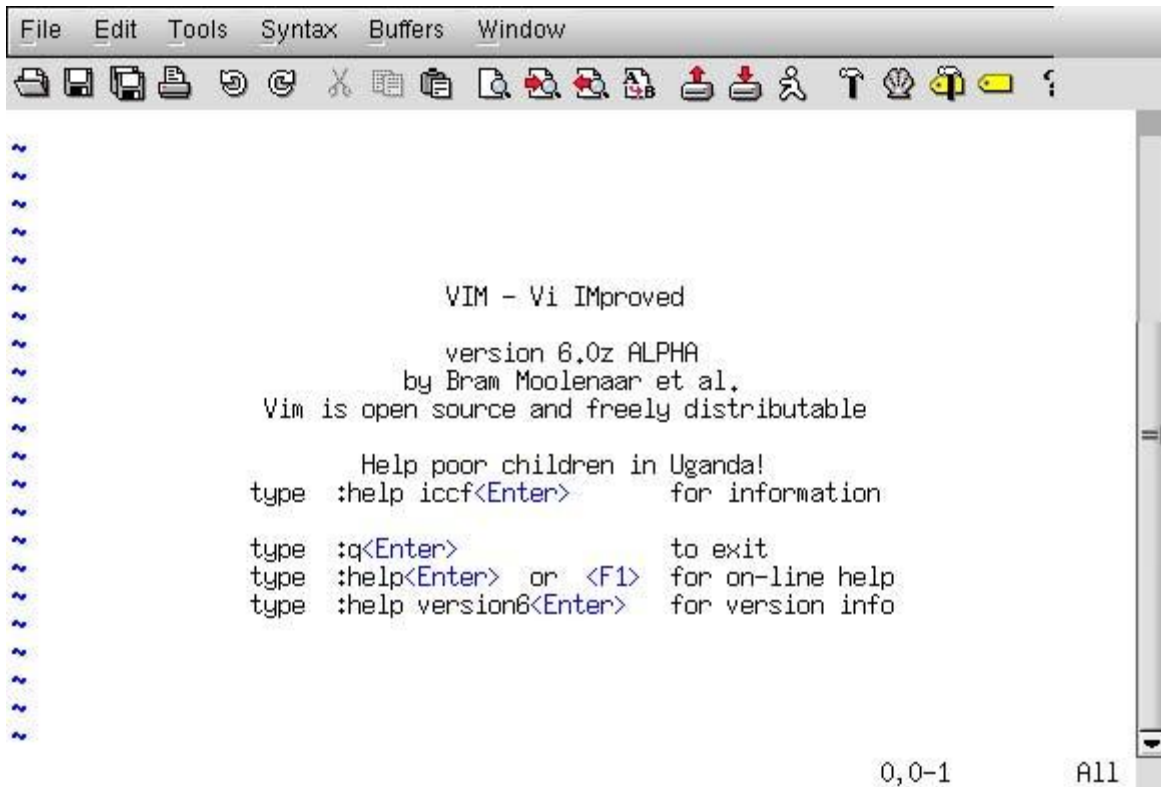 File Edit Tools Syntax Buffers Window
~
~
~
~
~
~
VIM - Vi IMproved
~
~
version 6.0z ALPHA
~
by Bram Moolenaar et al.
~
Vim is open source and freely distributable
~
~
Help poor children in Uganda!
~
type :help iccf<Enter> for information
~
~
type :q<Enter> to exit
~
type :help<Enter> or <F1> for on-line help
~
type :help version6<Enter> for version info
~
~
~
~
~
0,0-1 All